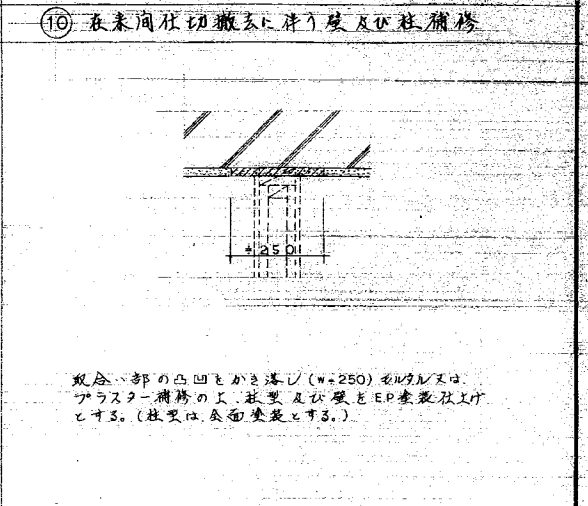 ⑩ 在来間仕切撤去に伴う壁及び柱補修
≑250
取合い部の凸凹をかき落し(w=250)モルタル又は
プラスター補修の上、柱型及び壁をEP塗装仕上げ
とする。(柱型は、全面塗装とする。)